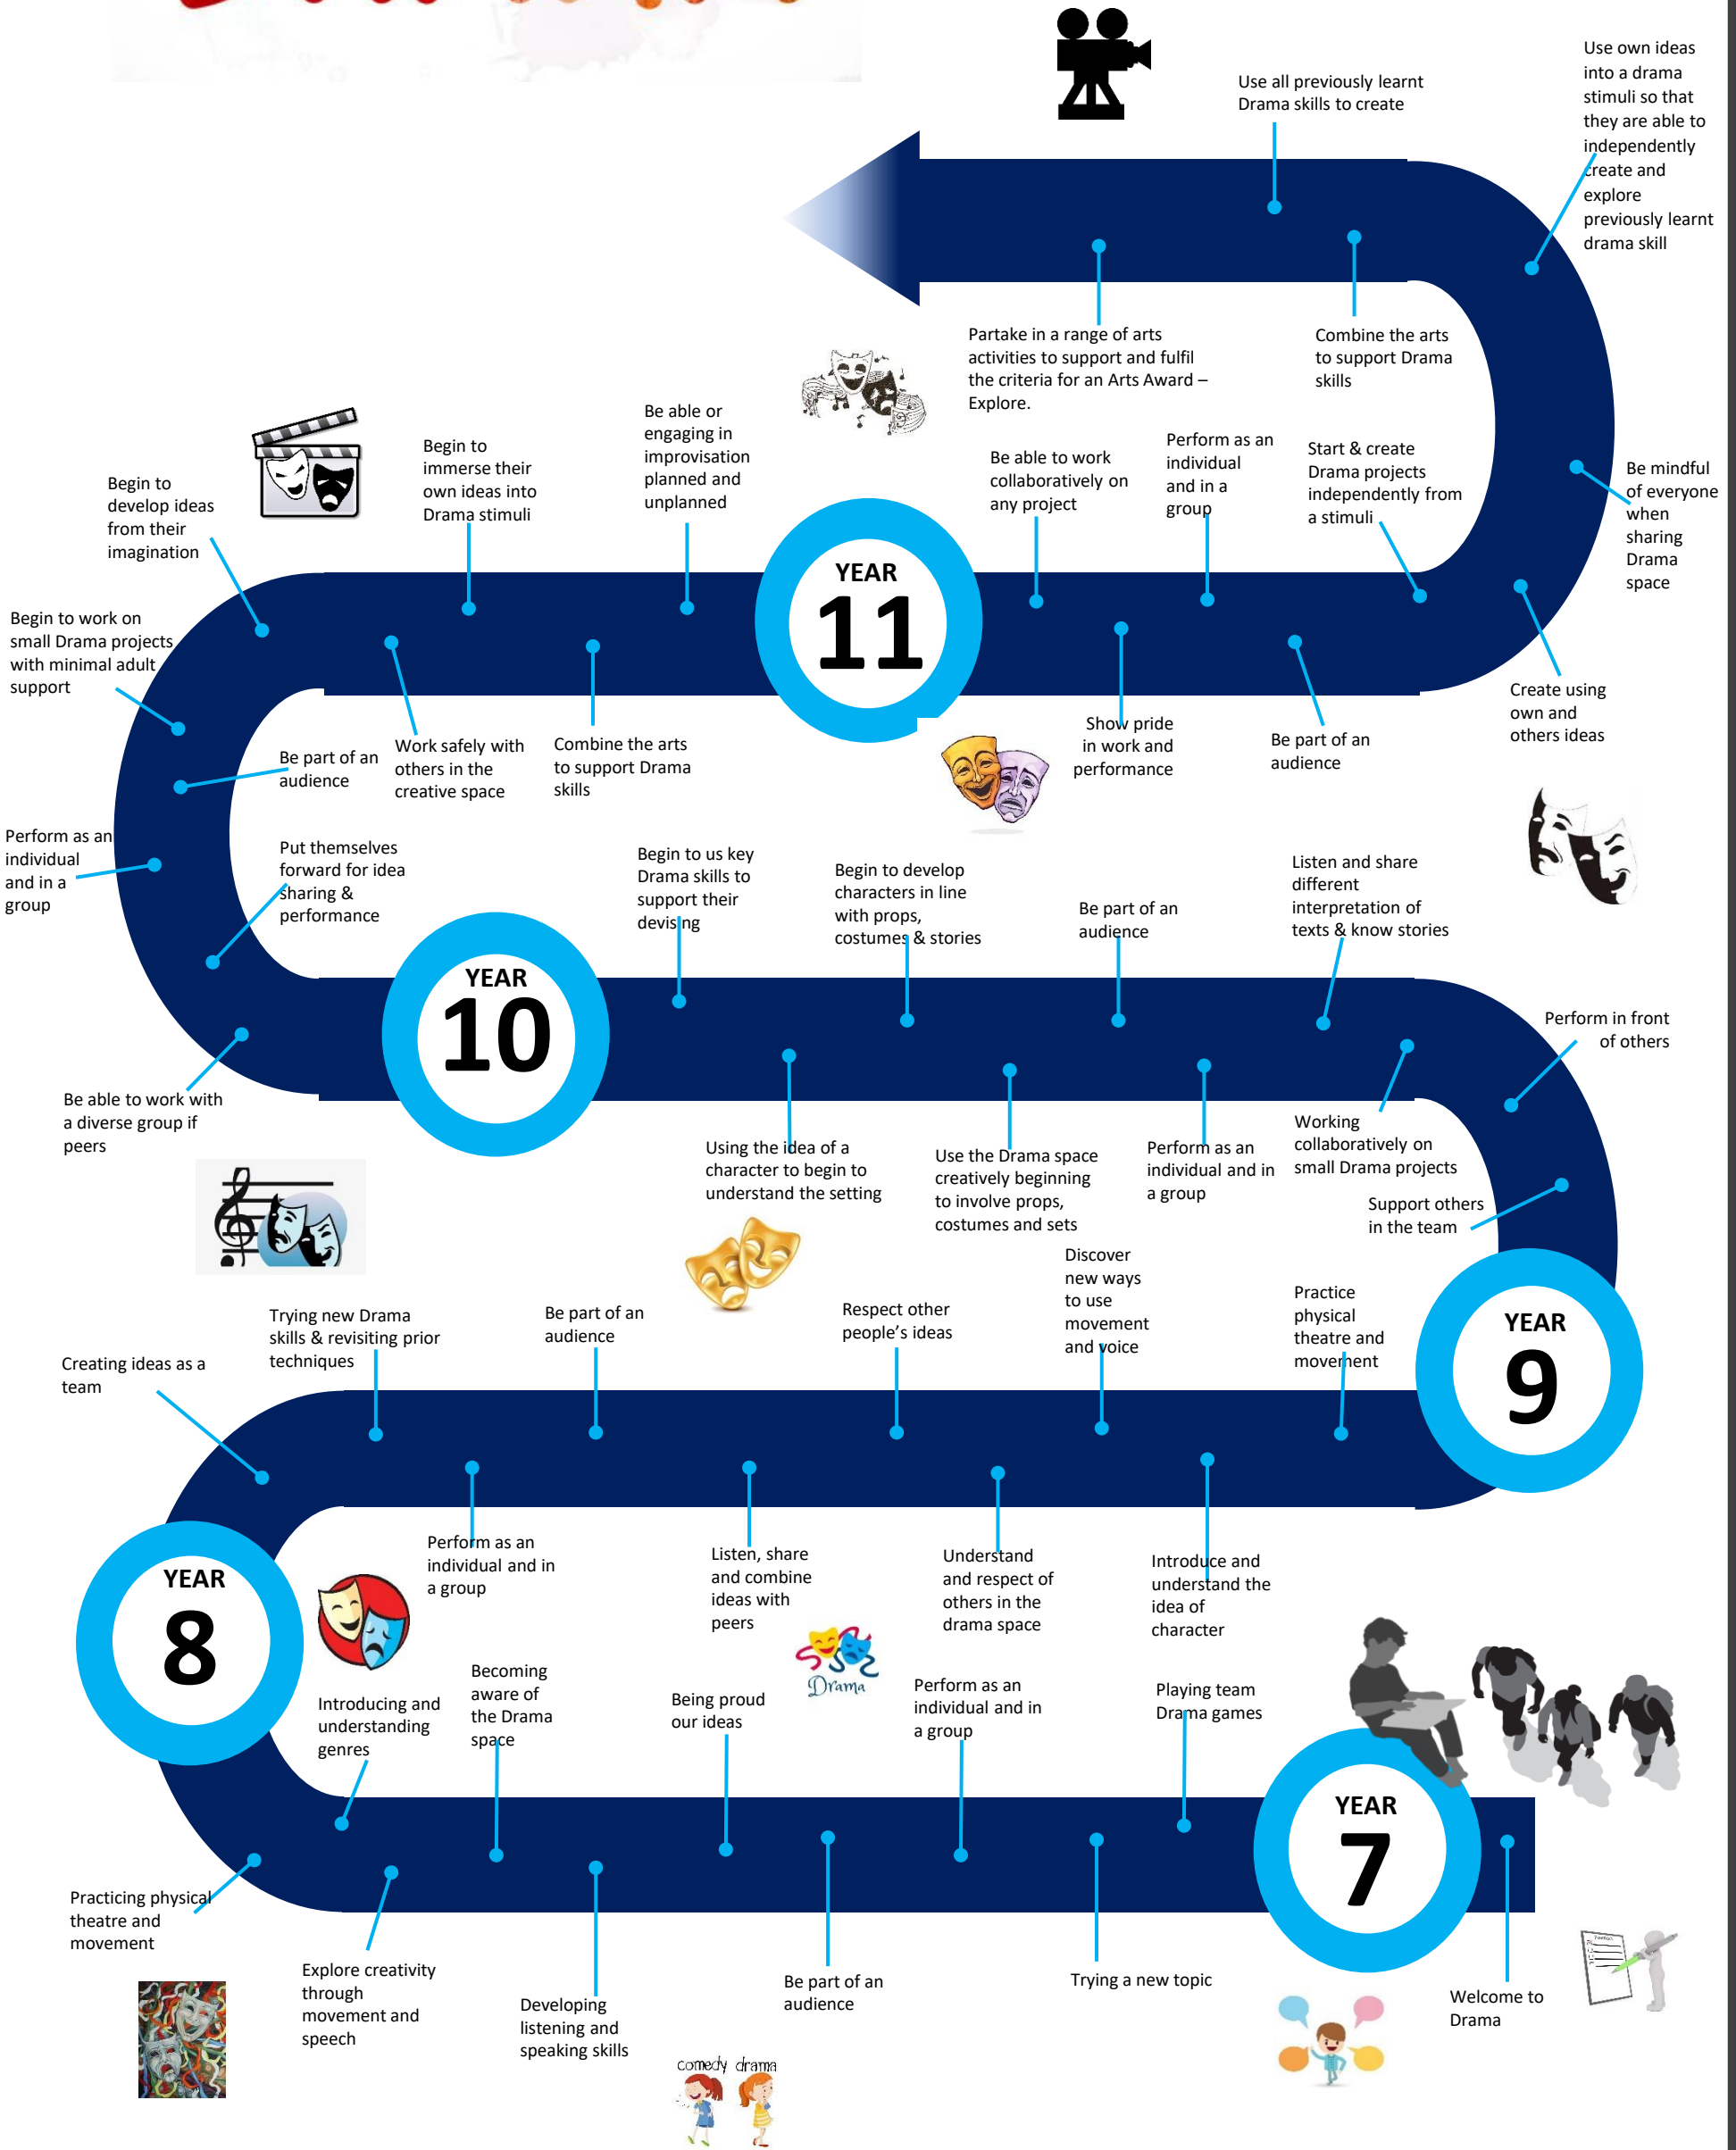 Use all previously learnt
Drama skills to create
Use own ideas
into a drama
stimuli so that
they are able to
independently
create and
explore
previously learnt
drama skill
Partake in a range of arts
activities to support and fulfil
the criteria for an Arts Award –
Explore.
Combine the arts
to support Drama
skills
Begin to
develop ideas
from their
imagination
Begin to
immerse their
own ideas into
Drama stimuli
Be able or
engaging in
improvisation
planned and
unplanned
Be able to work
collaboratively on
any project
Perform as an
individual
and in a
group
Start & create
Drama projects
independently from
a stimuli
Be mindful
of everyone
when
sharing
Drama
space
YEAR
11
Begin to work on
small Drama projects
with minimal adult
support
Be part of an
audience
Work safely with
others in the
creative space
Combine the arts
to support Drama
skills
Show pride
in work and
performance
Be part of an
audience
Create using
own and
others ideas
Perform as an
individual
and in a
group
Put themselves
forward for idea
sharing &
performance
Begin to us key
Drama skills to
support their
devising
Begin to develop
characters in line
with props,
costumes & stories
Be part of an
audience
Listen and share
different
interpretation of
texts & know stories
YEAR
10
Perform in front
of others
Be able to work with
a diverse group if
peers
Using the idea of a
character to begin to
understand the setting
Use the Drama space
creatively beginning
to involve props,
costumes and sets
Perform as an
individual and in
a group
Working
collaboratively on
small Drama projects
Support others
in the team
Creating ideas as a
team
Trying new Drama
skills & revisiting prior
techniques
Be part of an
audience
Respect other
people's ideas
Discover
new ways
to use
movement
and voice
Practice
physical
theatre and
movement
YEAR
9
Perform as an
individual and in
a group
Listen, share
and combine
ideas with
peers
Understand
and respect of
others in the
drama space
Introduce and
understand the
idea of
character
YEAR
8
Drama
Introducing and
understanding
genres
Becoming
aware of
the Drama
space
Being proud
our ideas
Perform as an
individual and in
a group
Playing team
Drama games
YEAR
7
Practicing physical
theatre and
movement
Explore creativity
through
movement and
speech
Developing
listening and
speaking skills
Be part of an
audience
Trying a new topic
Welcome to
Drama
comedy drama